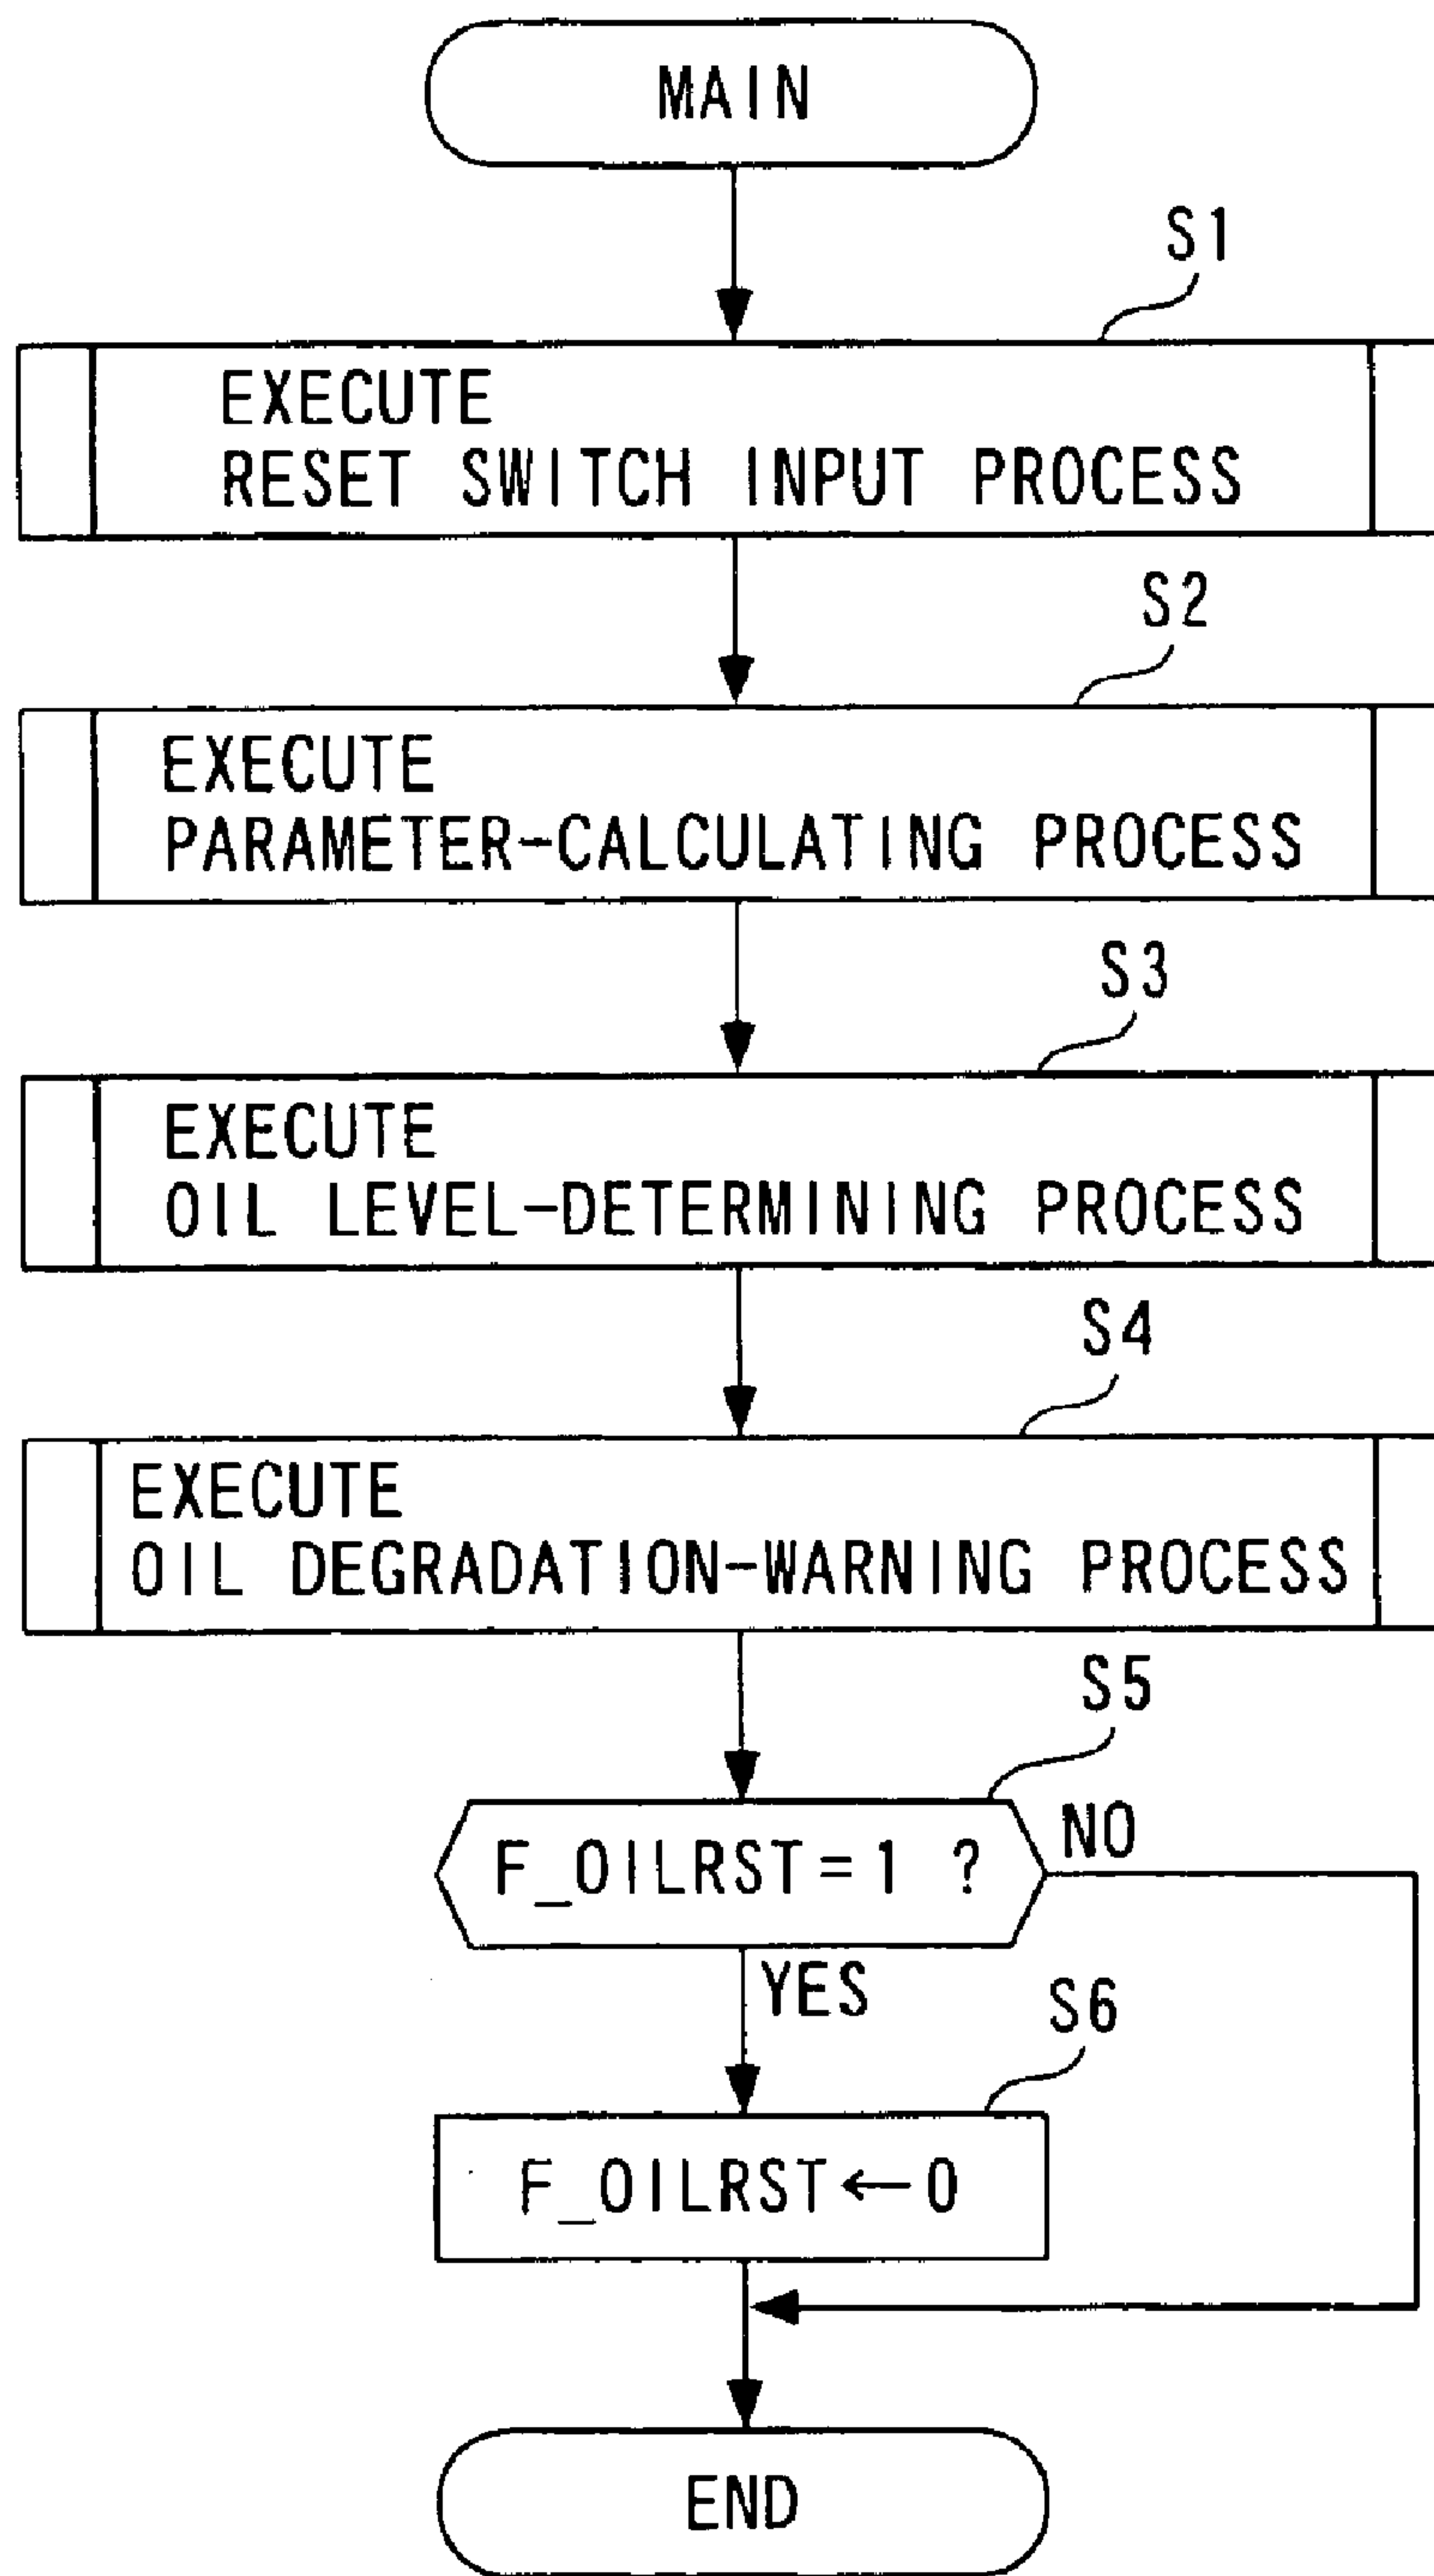 MAIN
S1
EXECUTE
RESET SWITCH INPUT PROCESS
S2
EXECUTE
PARAMETER-CALCULATING PROCESS
S3
EXECUTE
OIL LEVEL-DETERMINING PROCESS
S4
EXECUTE
OIL DEGRADATION-WARNING PROCESS
S5
F_OILRST=1 ?
NO
YES
S6
F_OILRST←0
END